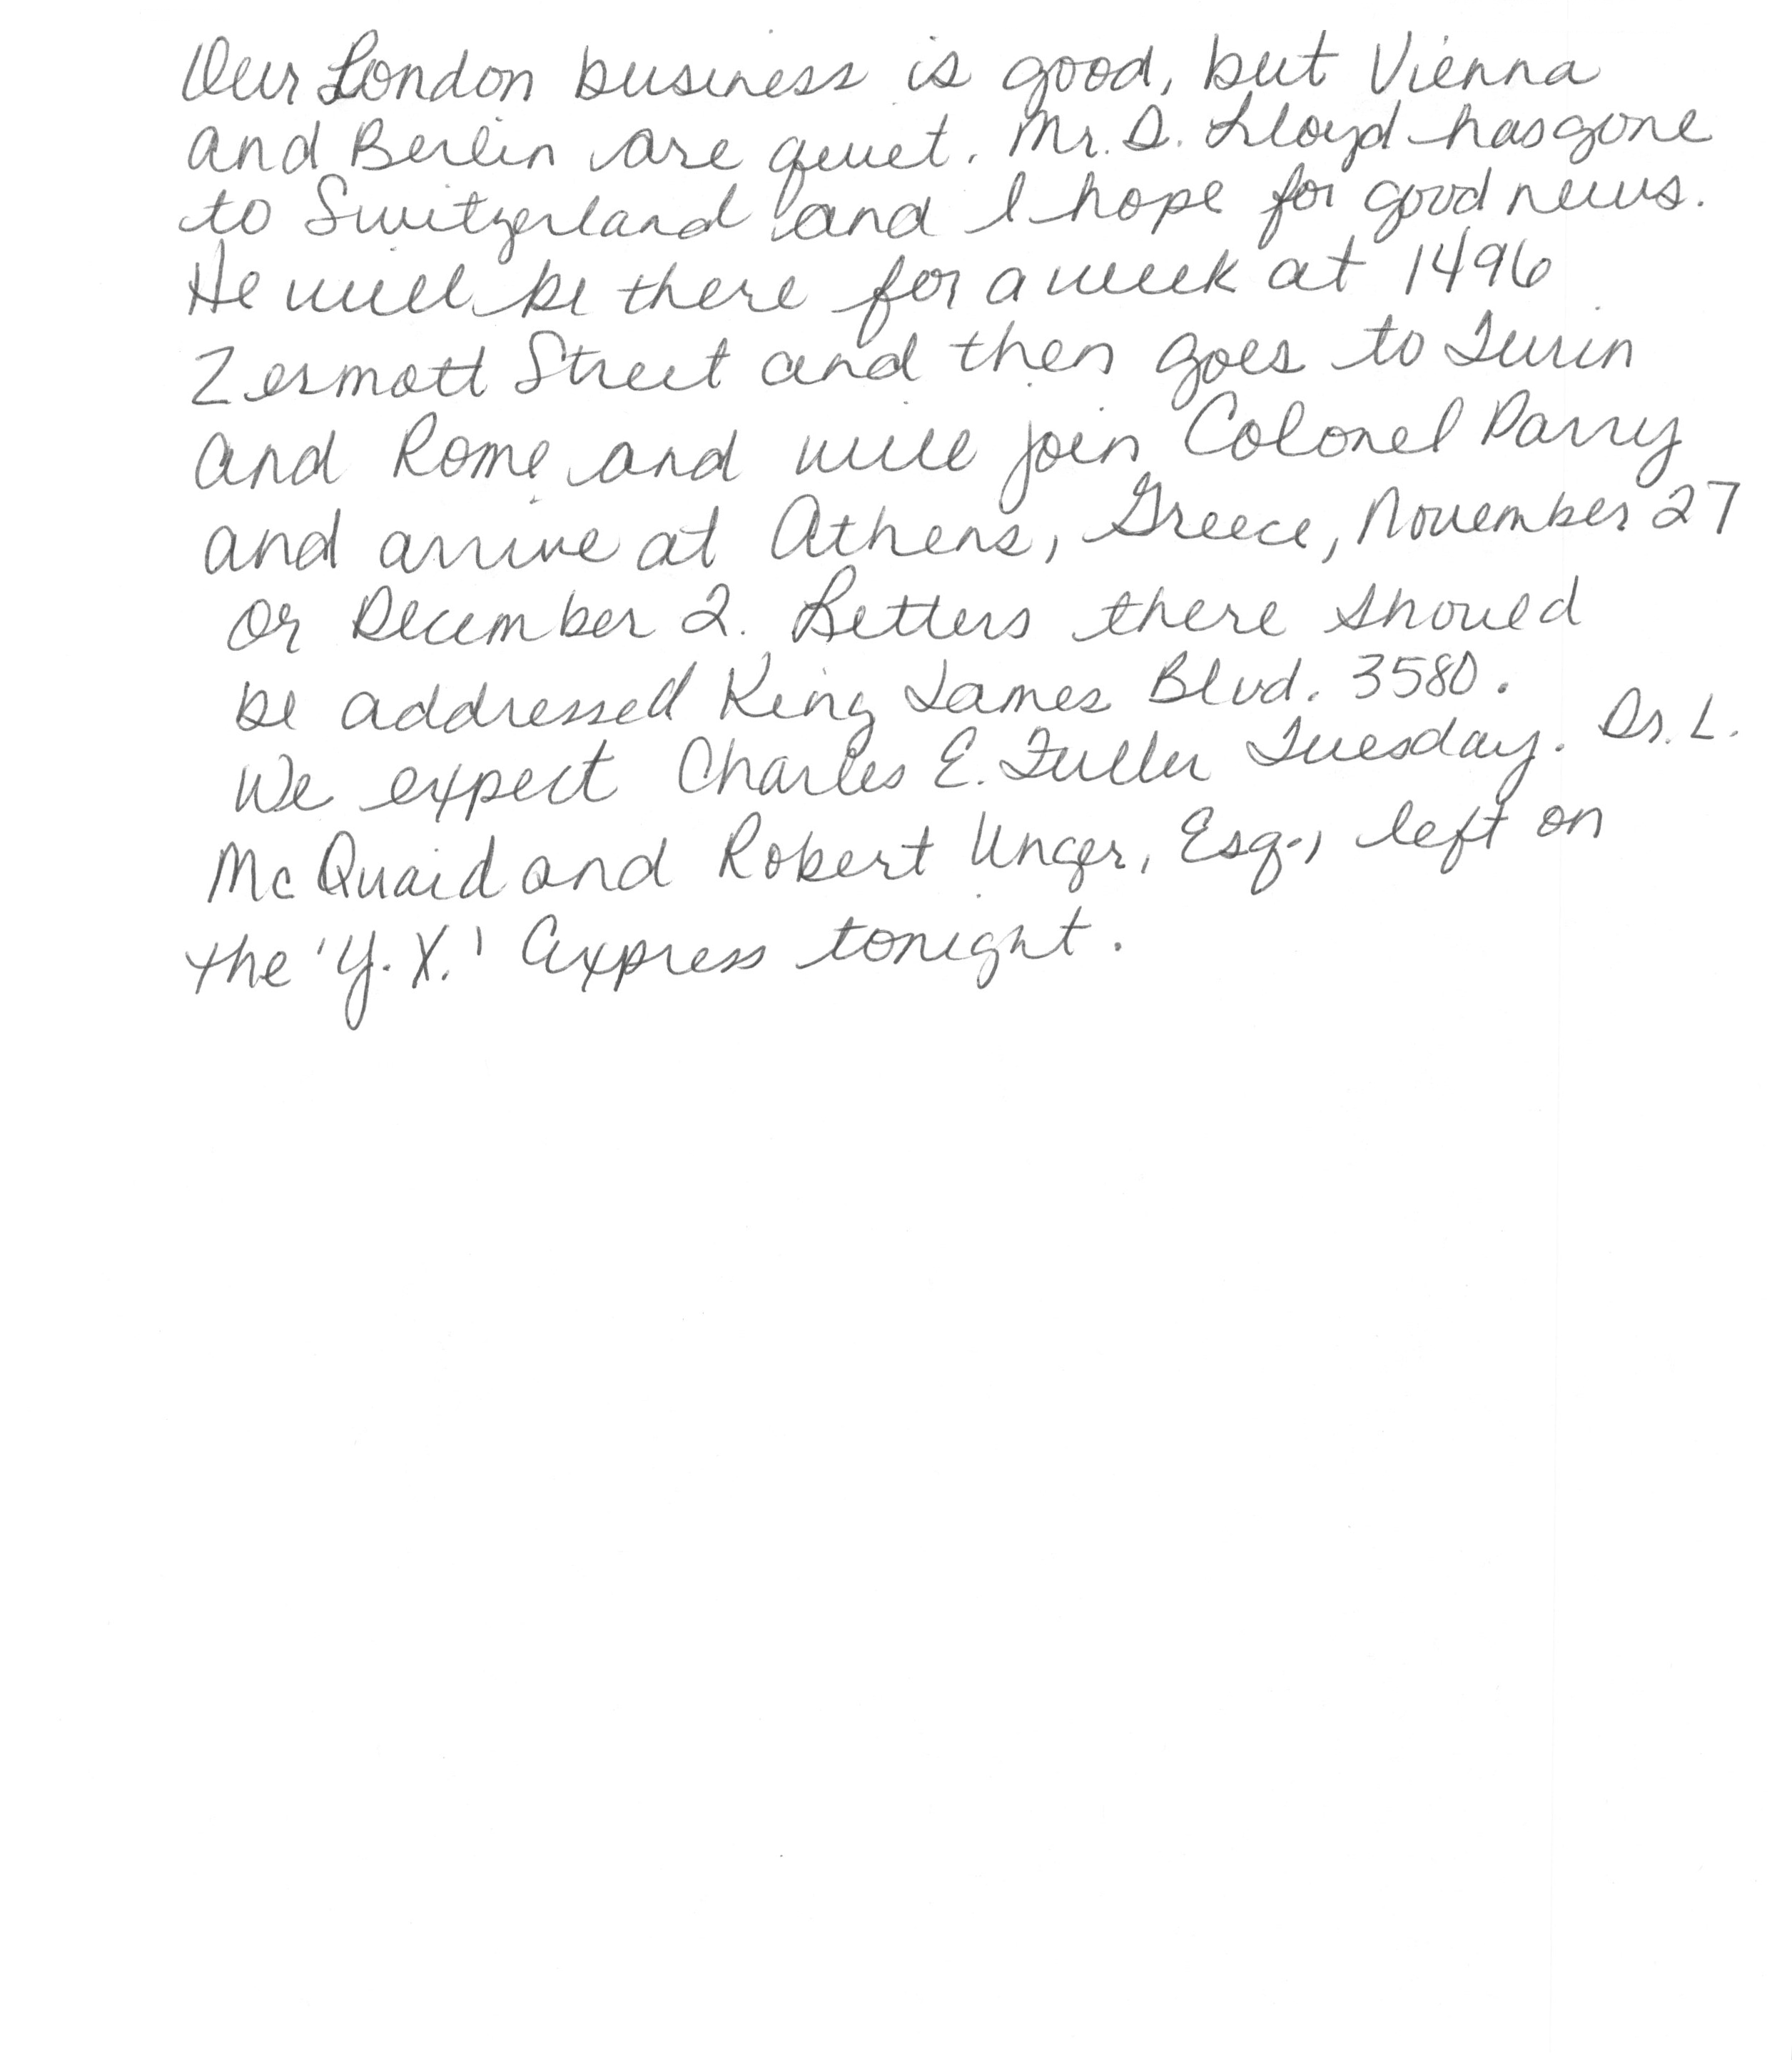 Our London business is good, but Vienna
and Berlin are quiet. Mr. D. Lloyd has gone
to Switzerland and I hope for good news.
He will be there for a week at 1496
Zermott Street and then goes to Turin
and Rome and will join Colonel Parry
and arrive at Athens, Greece, November 27
or December 2. Letters there should
be addressed King James Blvd. 3580.
We expect Charles E. Fuller Tuesday. Dr. L.
McQuaid and Robert Unger, Esq., left on
the 'Y.X.' Express tonight.